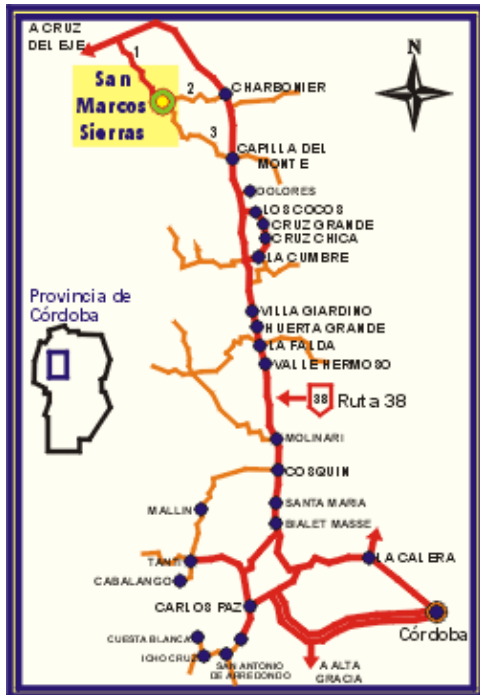 A CRUZ
DEL EJE
1
N
San
Marcos
Sierras
2
CHARBONIER
3
CAPILLA DEL
MONTE
DOLORES
LOS COCOS
CRUZ GRANDE
CRUZ CHICA
LA CUMBRE
Provincia de
Córdoba
VILLA GIARDINO
HUERTA GRANDE
LA FALDA
VALLE HERMOSO
38
Ruta 38
MOLINARI
COSQUIN
SANTA MARIA
MALLIN
BIALET MASSE
TANTI
LA CALERA
CABALANGO
CARLOS PAZ
Córdoba
CUESTA BLANCA
ICHO CRUZ
SAN ANTONIO
DE ARREDONDO
A ALTA
GRACIA